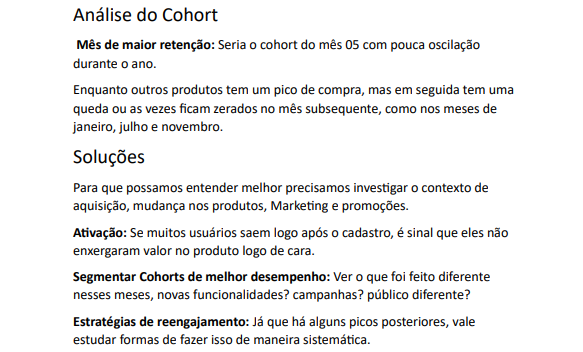 Análise do Cohort
Mês de maior retenção: Seria o cohort do mês 05 com pouca oscilação
durante o ano.
Enquanto outros produtos tem um pico de compra, mas em seguida tem uma
queda ou as vezes ficam zerados no mês subsequente, como nos meses de
janeiro, julho e novembro.
Soluções
Para que possamos entender melhor precisamos investigar o contexto de
aquisição, mudança nos produtos, Marketing e promoções.
Ativação: Se muitos usuários saem logo após o cadastro, é sinal que eles não
enxergaram valor no produto logo de cara.
Segmentar Cohorts de melhor desempenho: Ver o que foi feito diferente
nesses meses, novas funcionalidades? campanhas? público diferente?
Estratégias de reengajamento: Já que há alguns picos posteriores, vale
estudar formas de fazer isso de maneira sistemática.